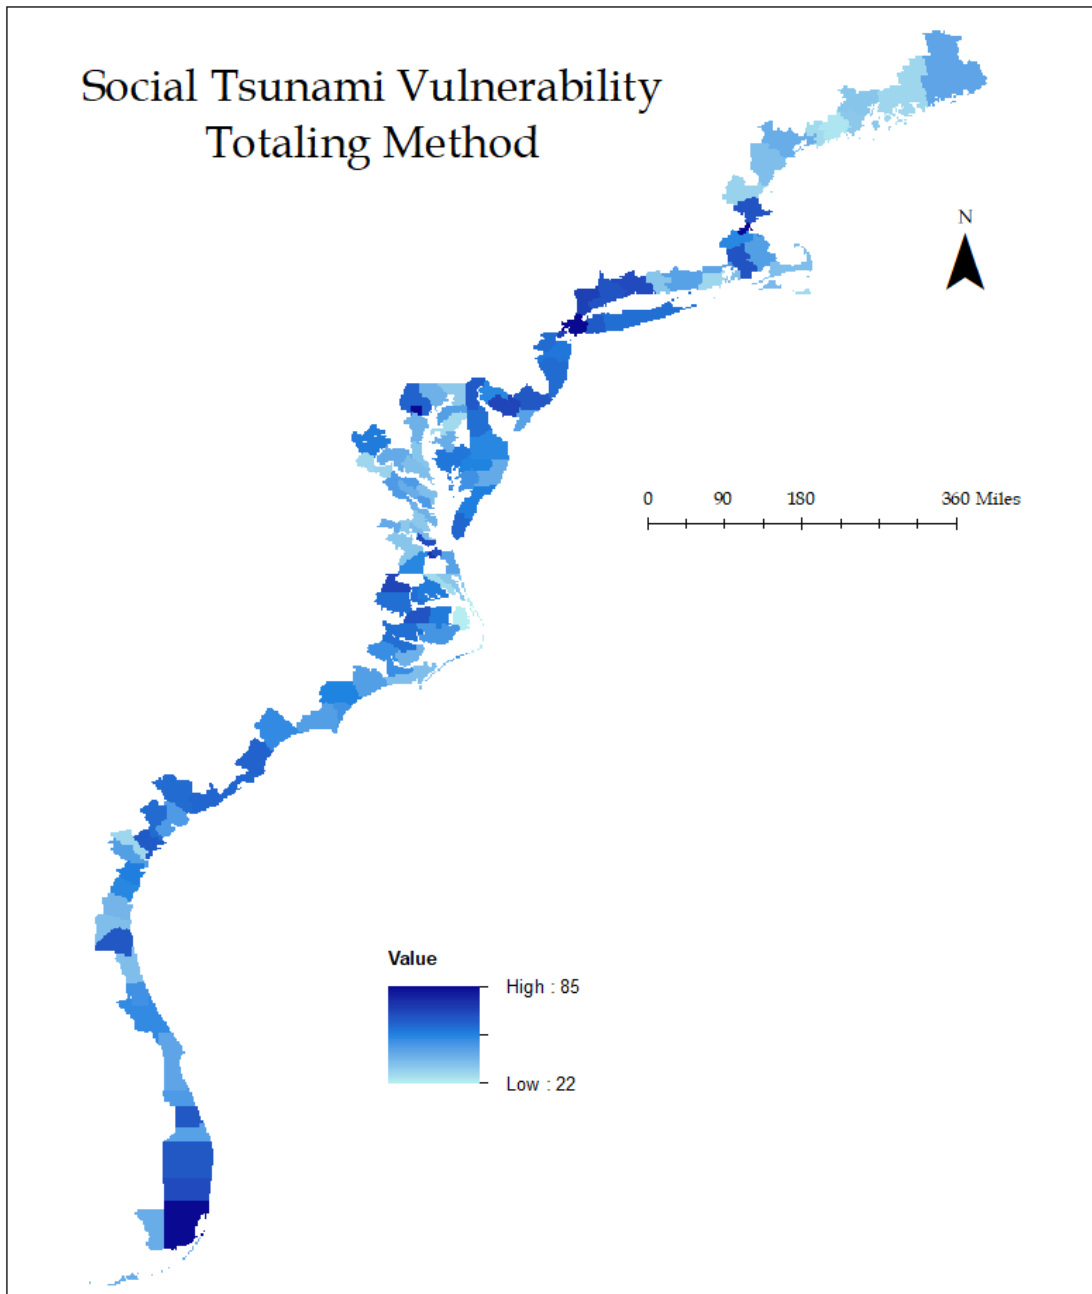 Social Tsunami Vulnerability
Totaling Method
N
0 90 180 360 Miles
Value
High : 85
Low : 22